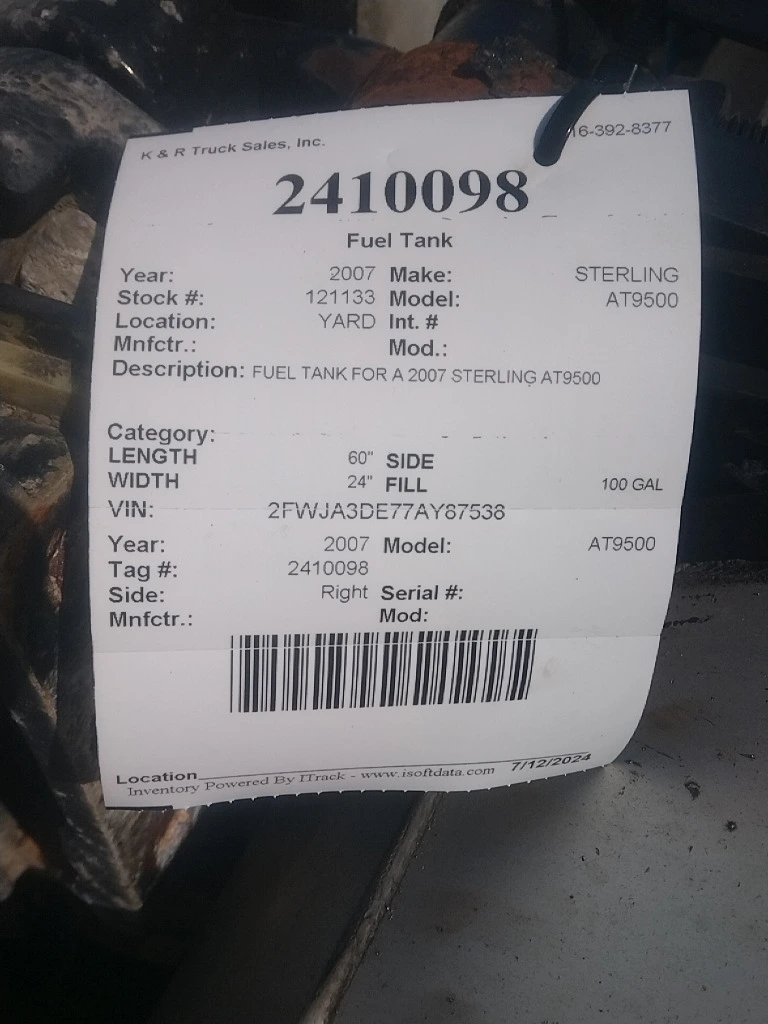 K & R Truck Sales, Inc. 16-392-8377
2410098
Fuel Tank
Year: 2007 Make: STERLING
Stock #: 121133 Model: AT9500
Location: YARD Int. #
Mnfctr.: Mod.:
Description: FUEL TANK FOR A 2007 STERLING AT9500
Category:
LENGTH 60" SIDE
WIDTH 24" FILL 100 GAL
VIN: 2FWJA3DE77AY87538
Year: 2007 Model: AT9500
Tag #: 2410098
Side: Right Serial #:
Mnfctr.: Mod:
Location
Inventory Powered By ITrack - www.isoftdata.com 7/12/2024